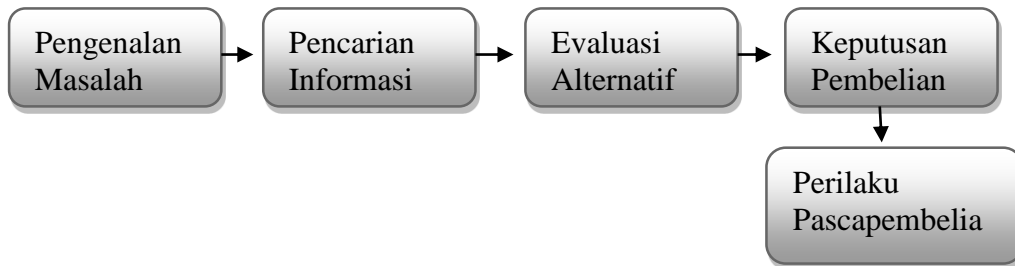 Pengenalan
Masalah
Pencarian
Informasi
Evaluasi
Alternatif
Keputusan
Pembelian
Perilaku
Pascapembelia